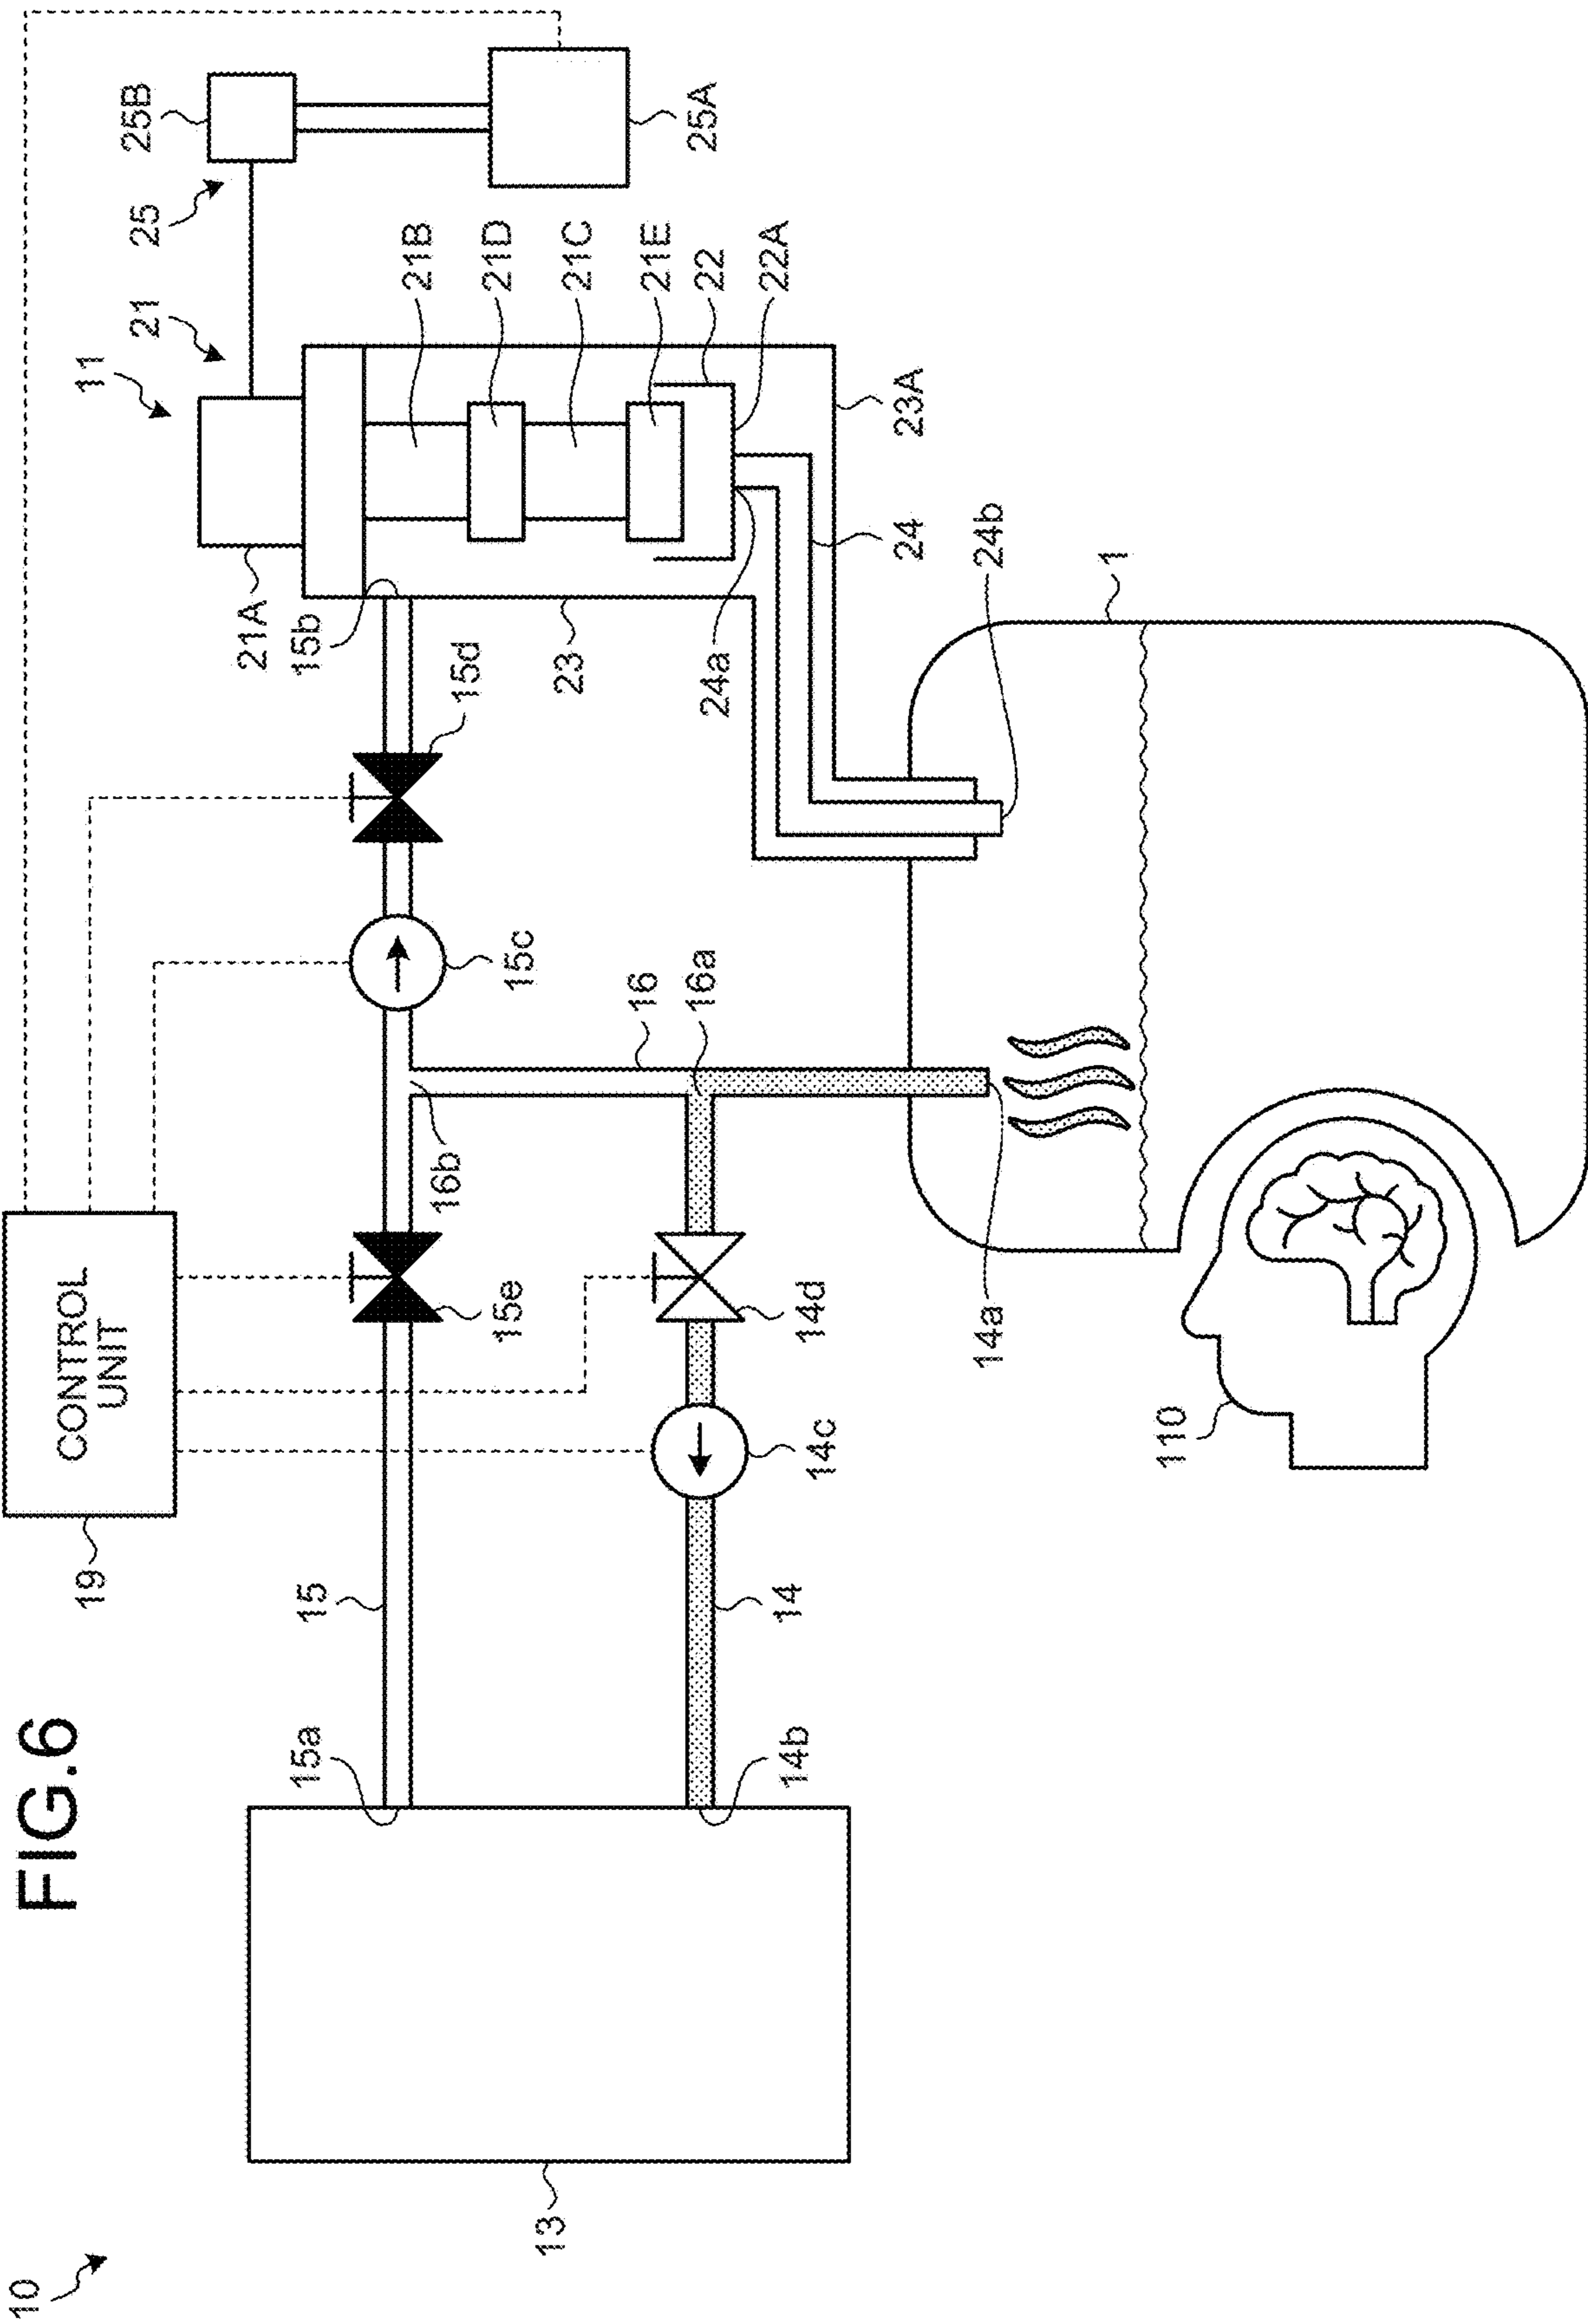 FIG.6
10
13
15a
14b
19
CONTROL
UNIT
15
14
14c
15e
14d
16b
16
16a
14a
110
15c
15d
15b
21A
23
24a
24b
24
23A
1
11
21
25
25B
25A
21B
21D
21C
21E
22
22A